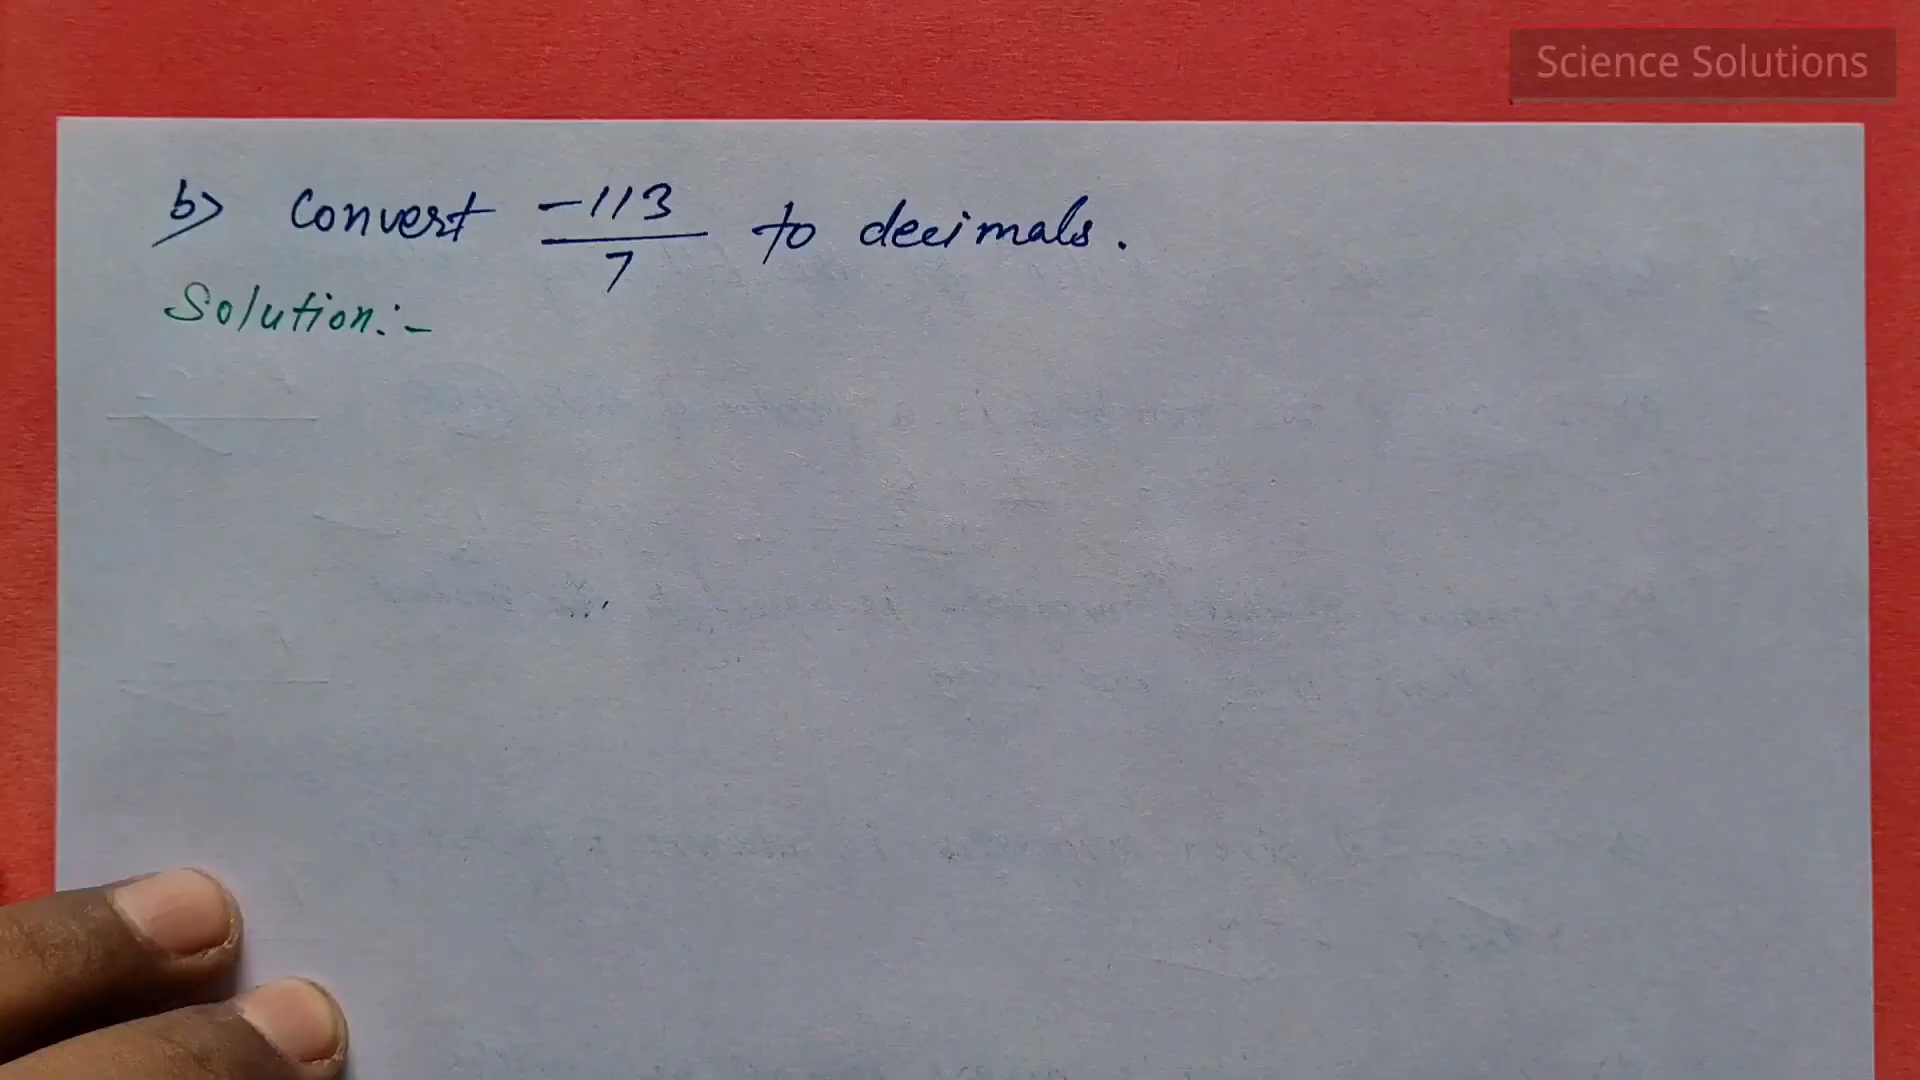 Science Solutions
b> Convert -113/7 to decimals.
Solution:-